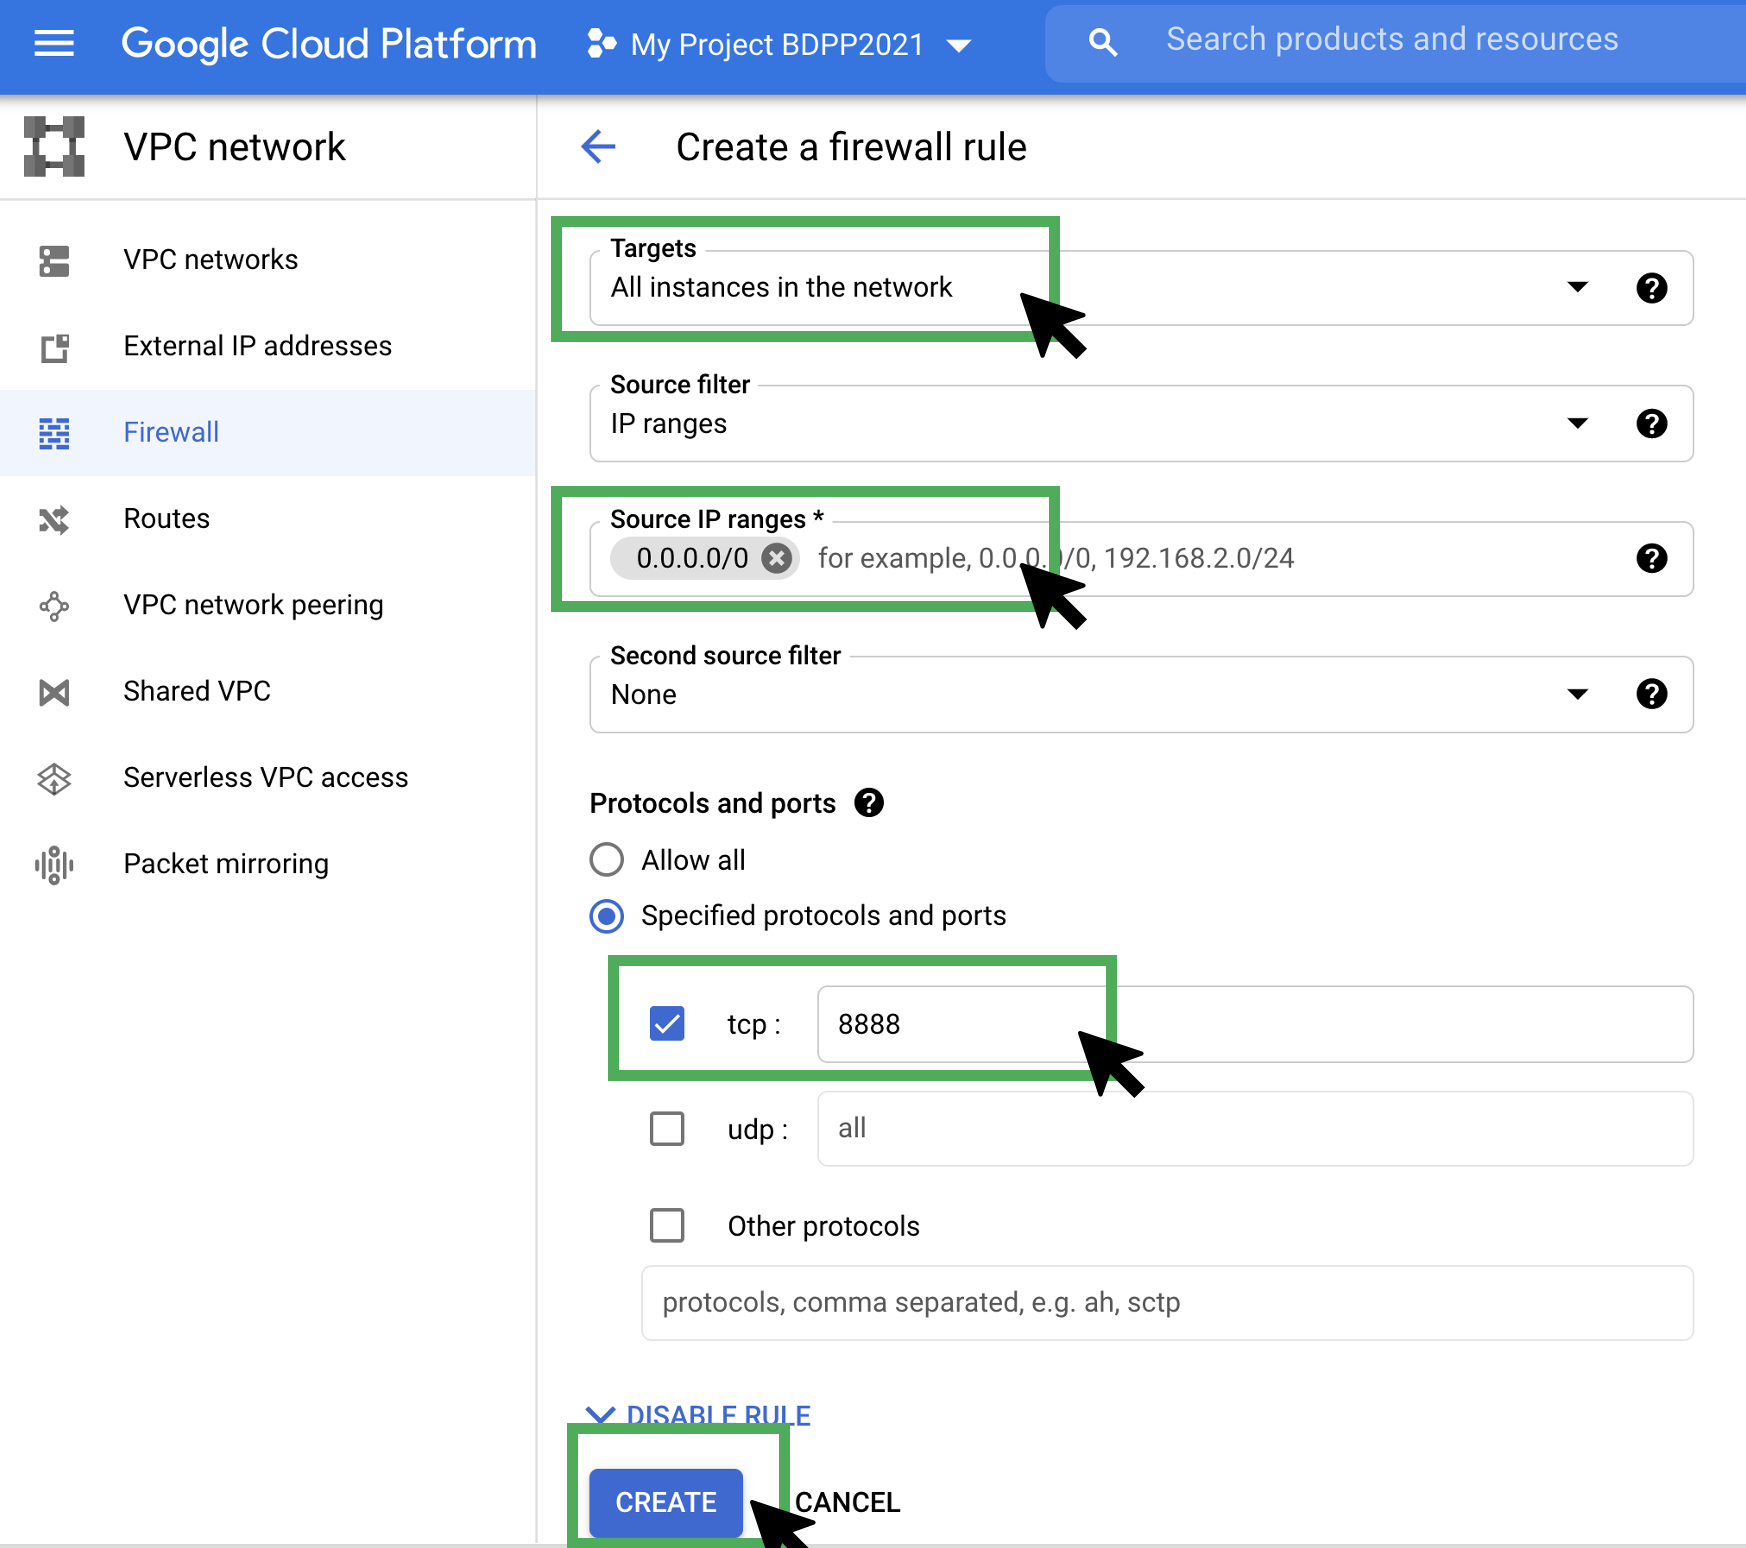 Google Cloud Platform
My Project BDPP2021
Search products and resources
VPC network
VPC networks
External IP addresses
Firewall
Routes
VPC network peering
Shared VPC
Serverless VPC access
Packet mirroring
Create a firewall rule
Targets
All instances in the network
Source filter
IP ranges
Source IP ranges *
0.0.0.0/0 for example, 0.0.0.0/0, 192.168.2.0/24
Second source filter
None
Protocols and ports
Allow all
Specified protocols and ports
tcp : 8888
udp : all
Other protocols
protocols, comma separated, e.g. ah, sctp
DISABLE RULE
CREATE CANCEL